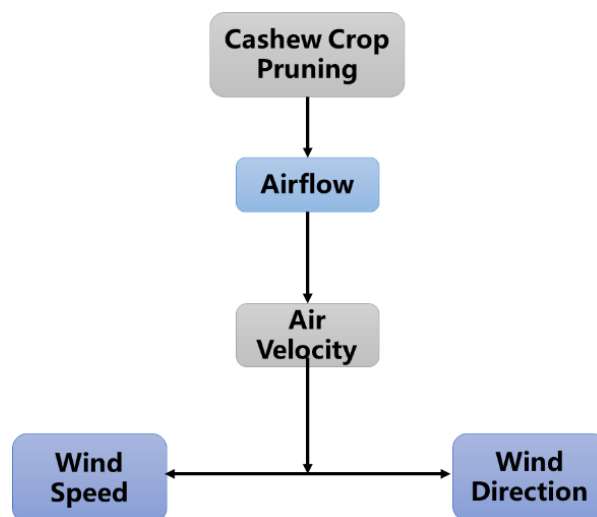 Cashew Crop
Pruning
Airflow
Air
Velocity
Wind
Speed
Wind
Direction